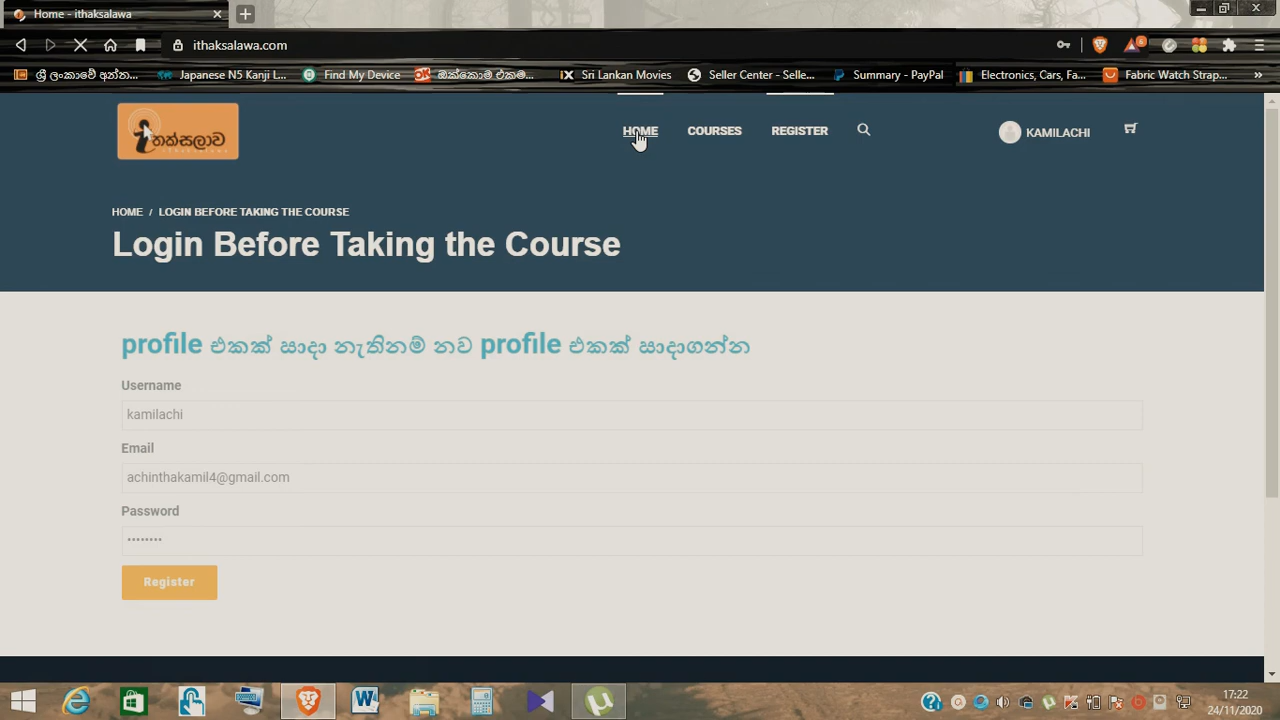 Home - ithaksalawa
ithaksalawa.com
ශ්‍රී ලංකාවේ අන්ත...
Japanese N5 Kanji L...
Find My Device
ඔක්කොම එකම...
Sri Lankan Movies
Seller Center - Selle...
Summary - PayPal
Electronics, Cars, Fa...
Fabric Watch Strap...
»
තක්සලාව
HOME
COURSES
REGISTER
KAMILACHI
HOME / LOGIN BEFORE TAKING THE COURSE
Login Before Taking the Course
profile එකක් සාදා නැතිනම් නව profile එකක් සාදාගන්න
Username
kamilachi
Email
achinthakamil4@gmail.com
Password
••••••••
Register
17:22
24/11/2020